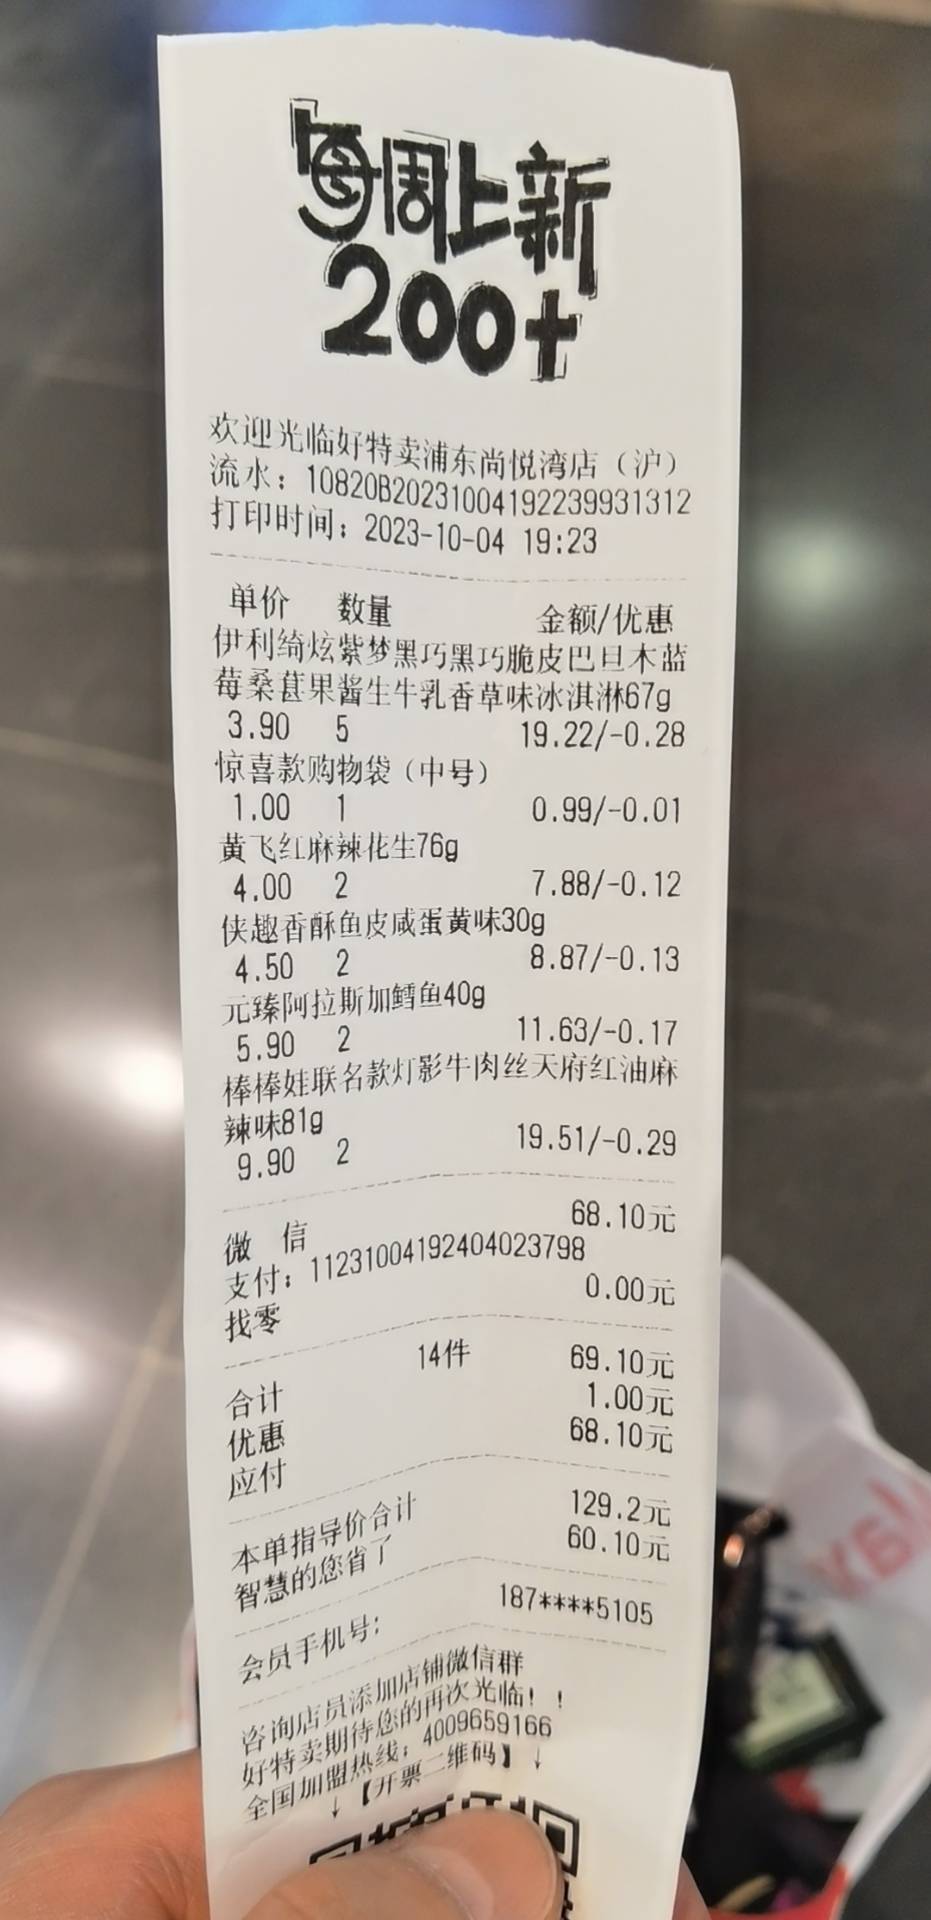 每周上新
200+
欢迎光临好特卖浦东尚悦湾店（沪）
流水：10820B20231004192239931312
打印时间：2023-10-04 19:23
单价 数量 金额/优惠
伊利绮炫紫梦黑巧黑巧脆皮巴旦木蓝
莓桑葚果酱生牛乳香草味冰淇淋67g
3.90 5 19.22/-0.28
惊喜款购物袋（中号）
1.00 1 0.99/-0.01
黄飞红麻辣花生76g
4.00 2 7.88/-0.12
侠趣香酥鱼皮咸蛋黄味30g
4.50 2 8.87/-0.13
元臻阿拉斯加鳕鱼40g
5.90 2 11.63/-0.17
棒棒娃联名款灯影牛肉丝天府红油麻
辣味81g
9.90 2 19.51/-0.29
微 信 68.10元
支付：11231004192404023798
找零 0.00元
合计 14件 69.10元
优惠 1.00元
应付 68.10元
本单指导价合计 129.2元
智慧的您省了 60.10元
会员手机号: 187****5105
咨询店员添加店铺微信群
好特卖期待您的再次光临！！
全国加盟热线：4009659166
↓【开票二维码】↓